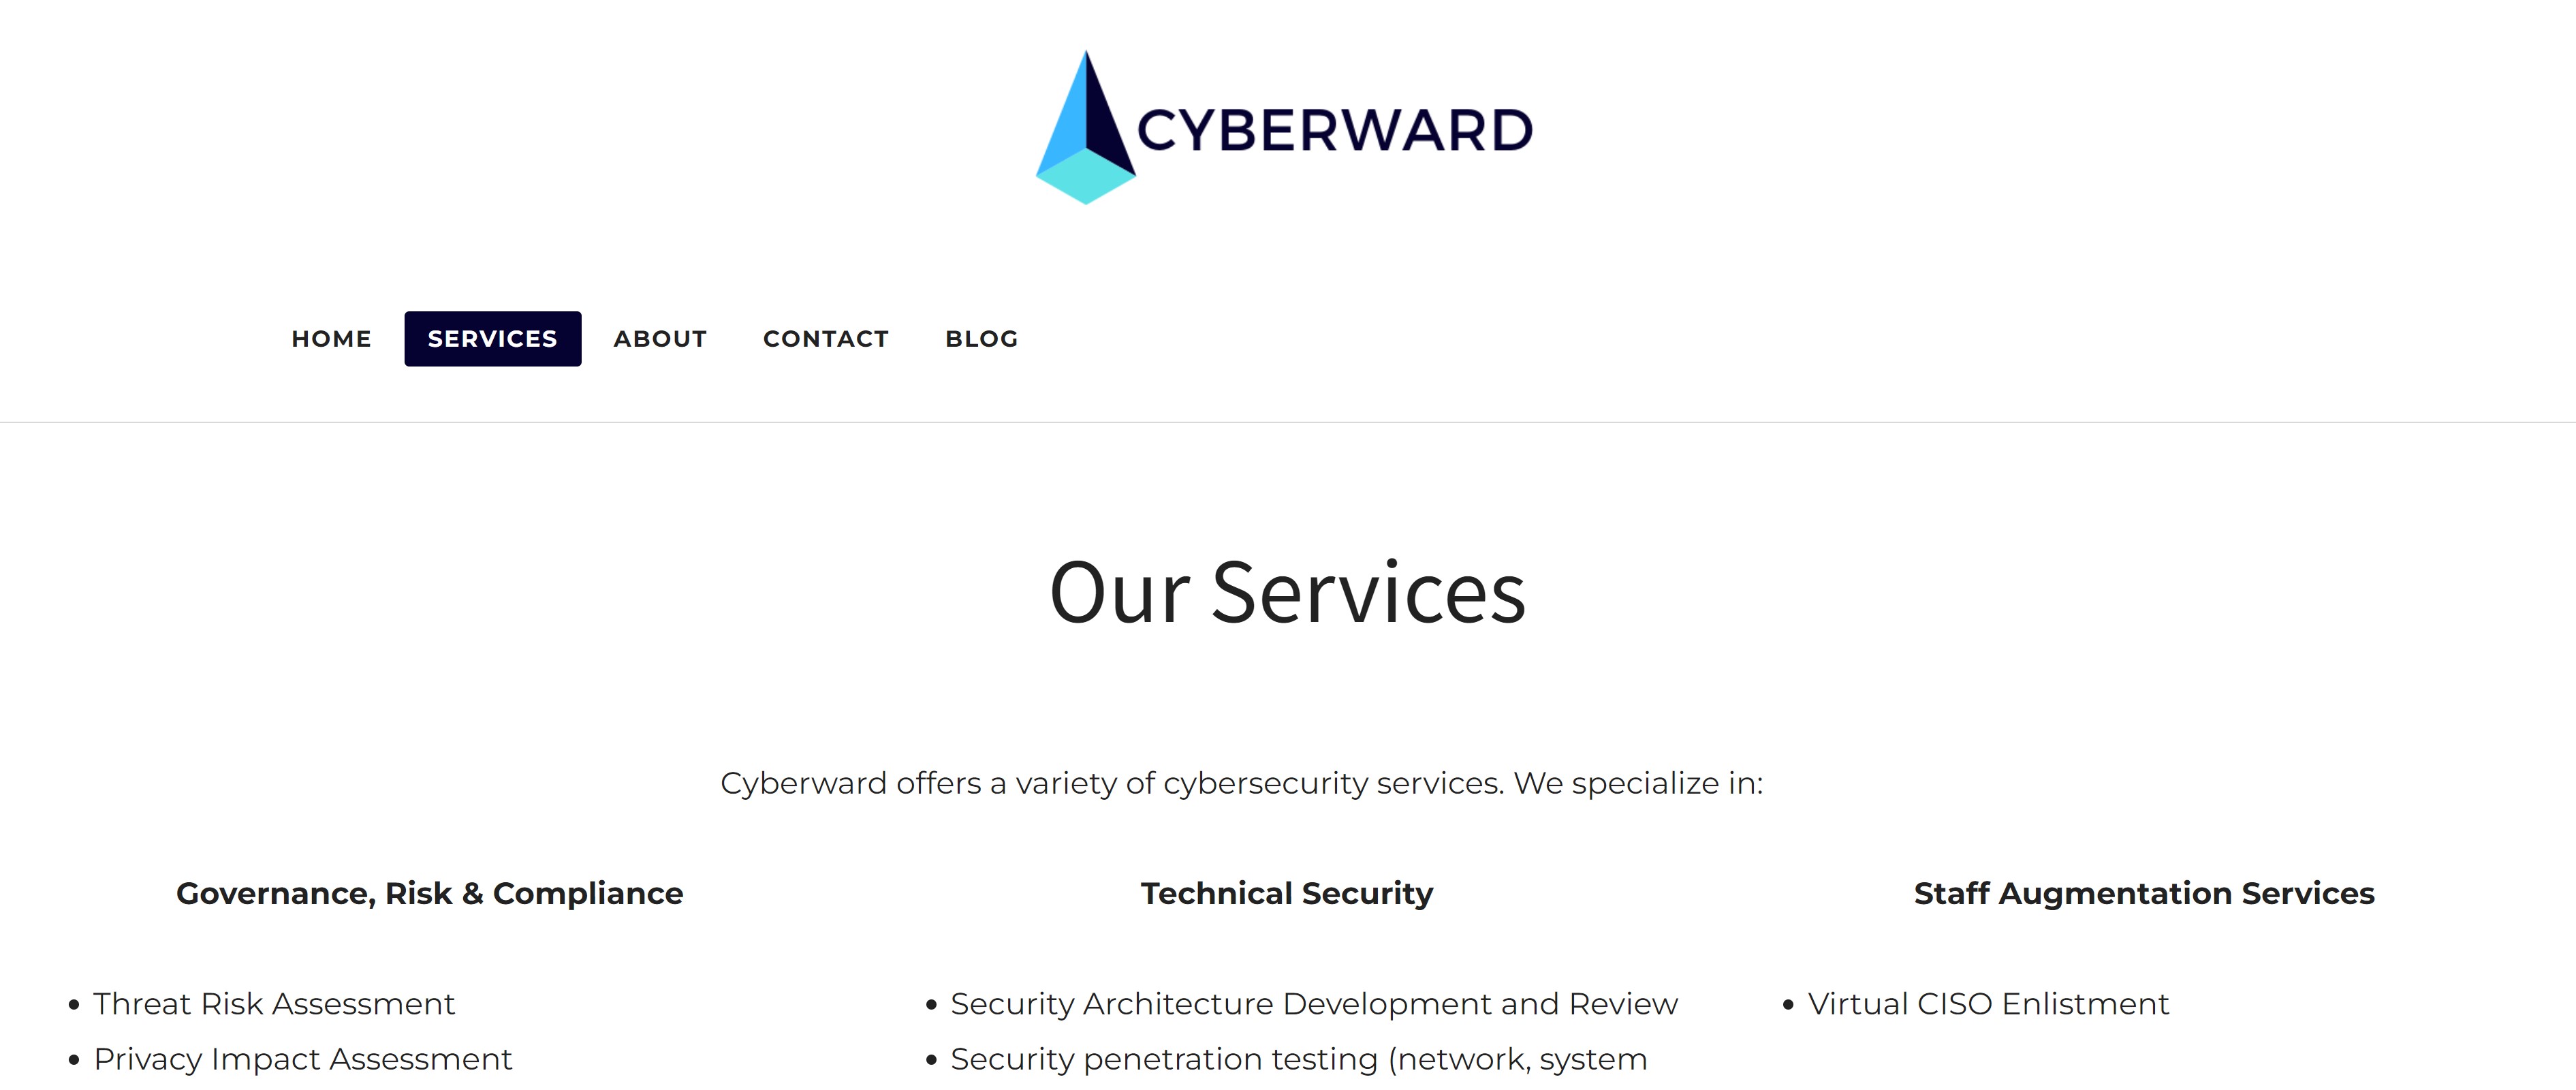 CYBERWARD
HOME SERVICES ABOUT CONTACT BLOG
Our Services
Cyberward offers a variety of cybersecurity services. We specialize in:
Governance, Risk & Compliance
• Threat Risk Assessment
• Privacy Impact Assessment
Technical Security
• Security Architecture Development and Review
• Security penetration testing (network, system
Staff Augmentation Services
• Virtual CISO Enlistment